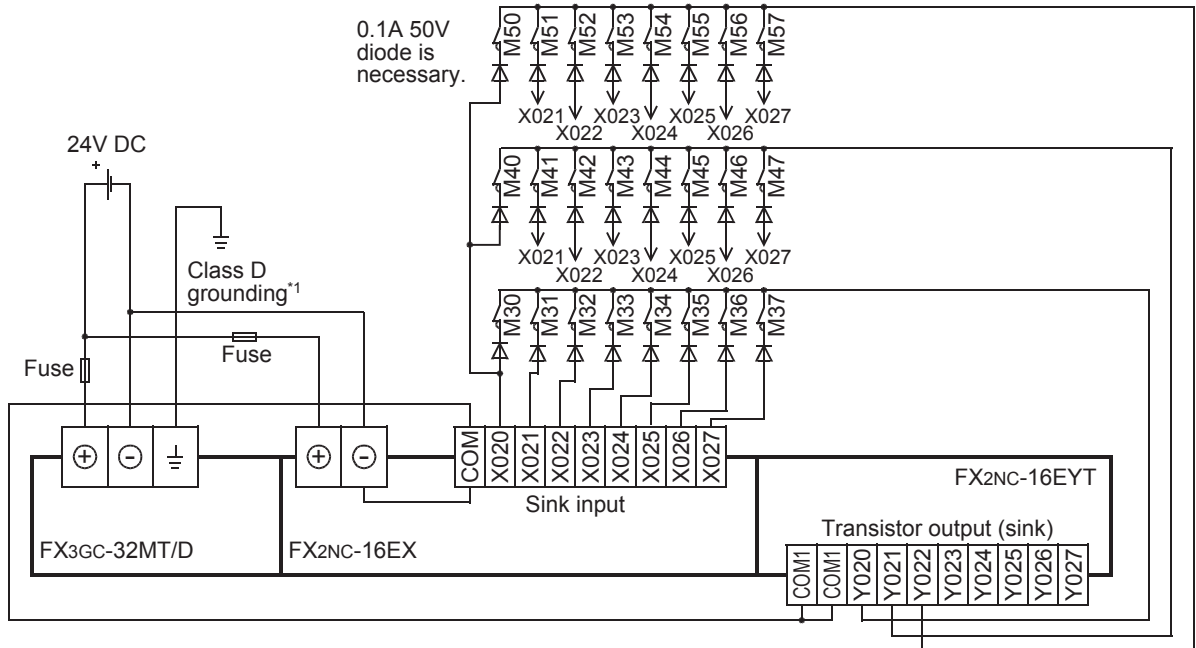 0.1A 50V
diode is
necessary.
M50 M51 M52 M53 M54 M55 M56 M57
X021 X023 X025 X027
X022 X024 X026
24V DC
+
M40 M41 M42 M43 M44 M45 M46 M47
X021 X023 X025 X027
X022 X024 X026
Class D
grounding*1
M30 M31 M32 M33 M34 M35 M36 M37
Fuse
Fuse
+ - + - COM X020 X021 X022 X023 X024 X025 X026 X027
Sink input
FX2NC-16EYT
Transistor output (sink)
FX3GC-32MT/D
FX2NC-16EX
COM1 COM1 Y020 Y021 Y022 Y023 Y024 Y025 Y026 Y027